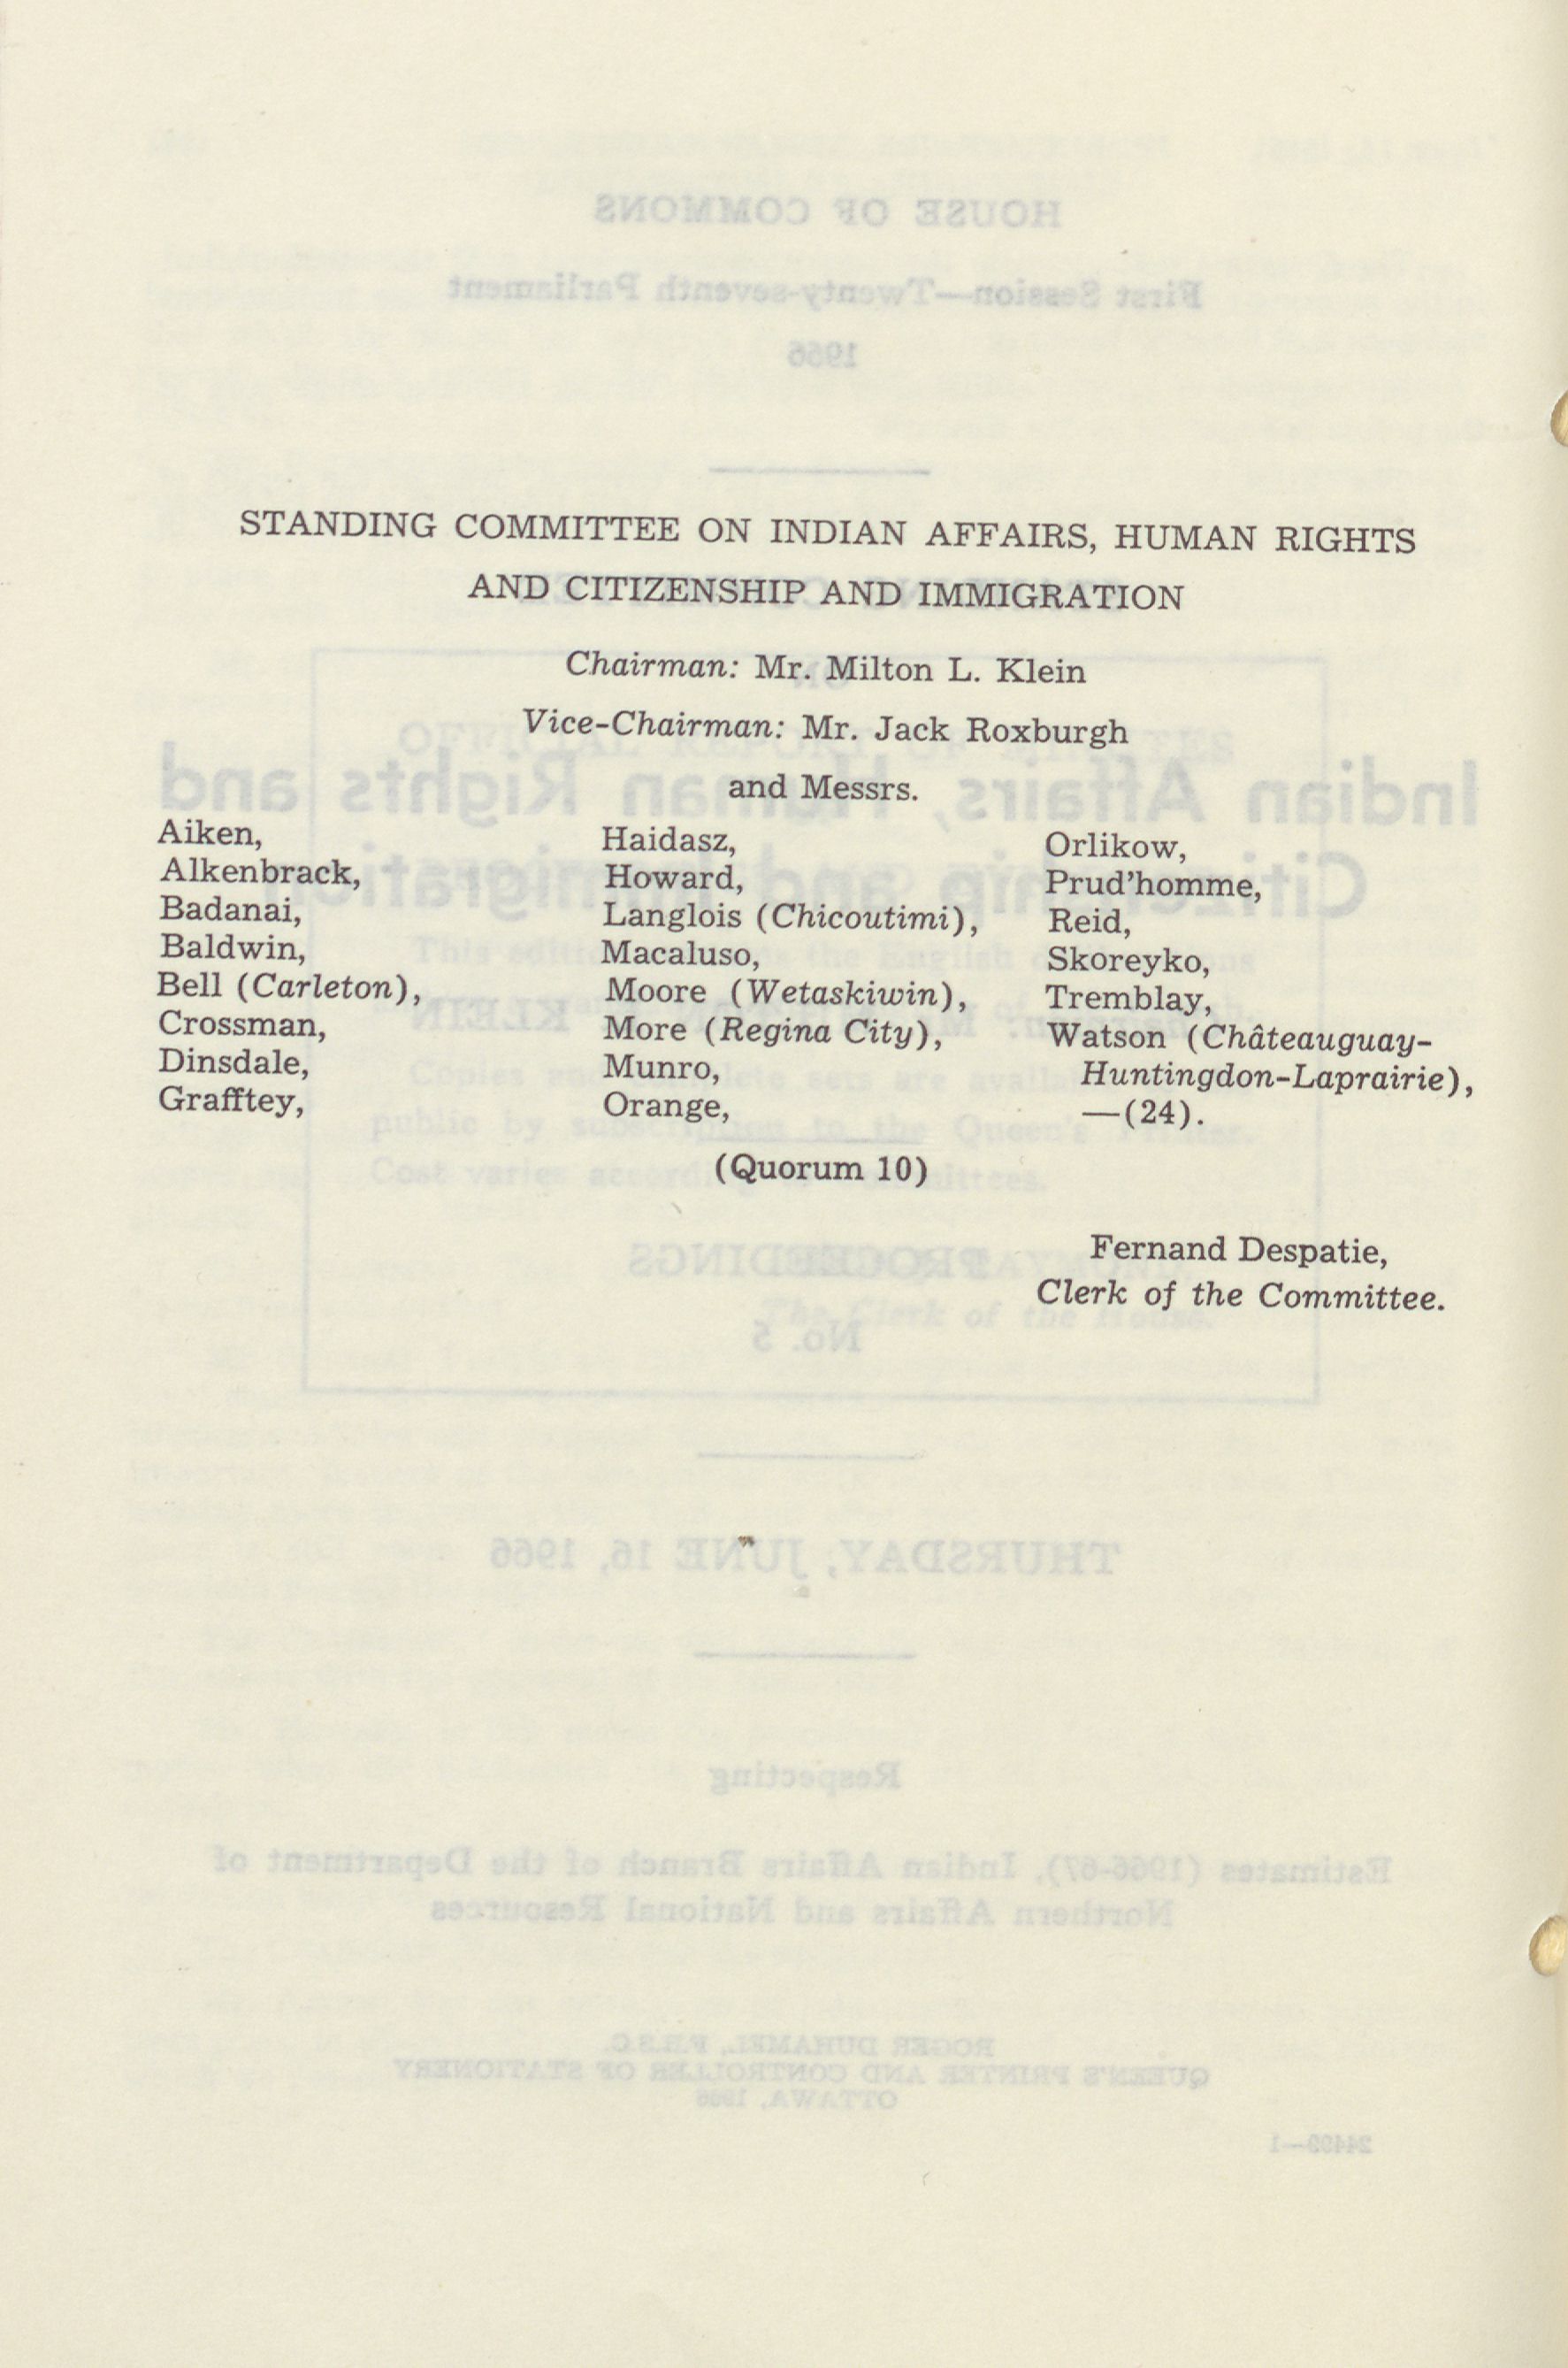 STANDING COMMITTEE ON INDIAN AFFAIRS, HUMAN RIGHTS
AND CITIZENSHIP AND IMMIGRATION
Chairman: Mr. Milton L. Klein
Vice-Chairman: Mr. Jack Roxburgh
and Messrs.
Aiken,
Alkenbrack,
Badanai,
Baldwin,
Bell (Carleton),
Crossman,
Dinsdale,
Grafftey,
Haidasz,
Howard,
Langlois (Chicoutimi),
Macaluso,
Moore (Wetaskiwin),
More (Regina City),
Munro,
Orange,
Orlikow,
Prud'homme,
Reid,
Skoreyko,
Tremblay,
Watson (Châteauguay-
Huntingdon-Laprairie),
—(24).
(Quorum 10)
Fernand Despatie,
Clerk of the Committee.